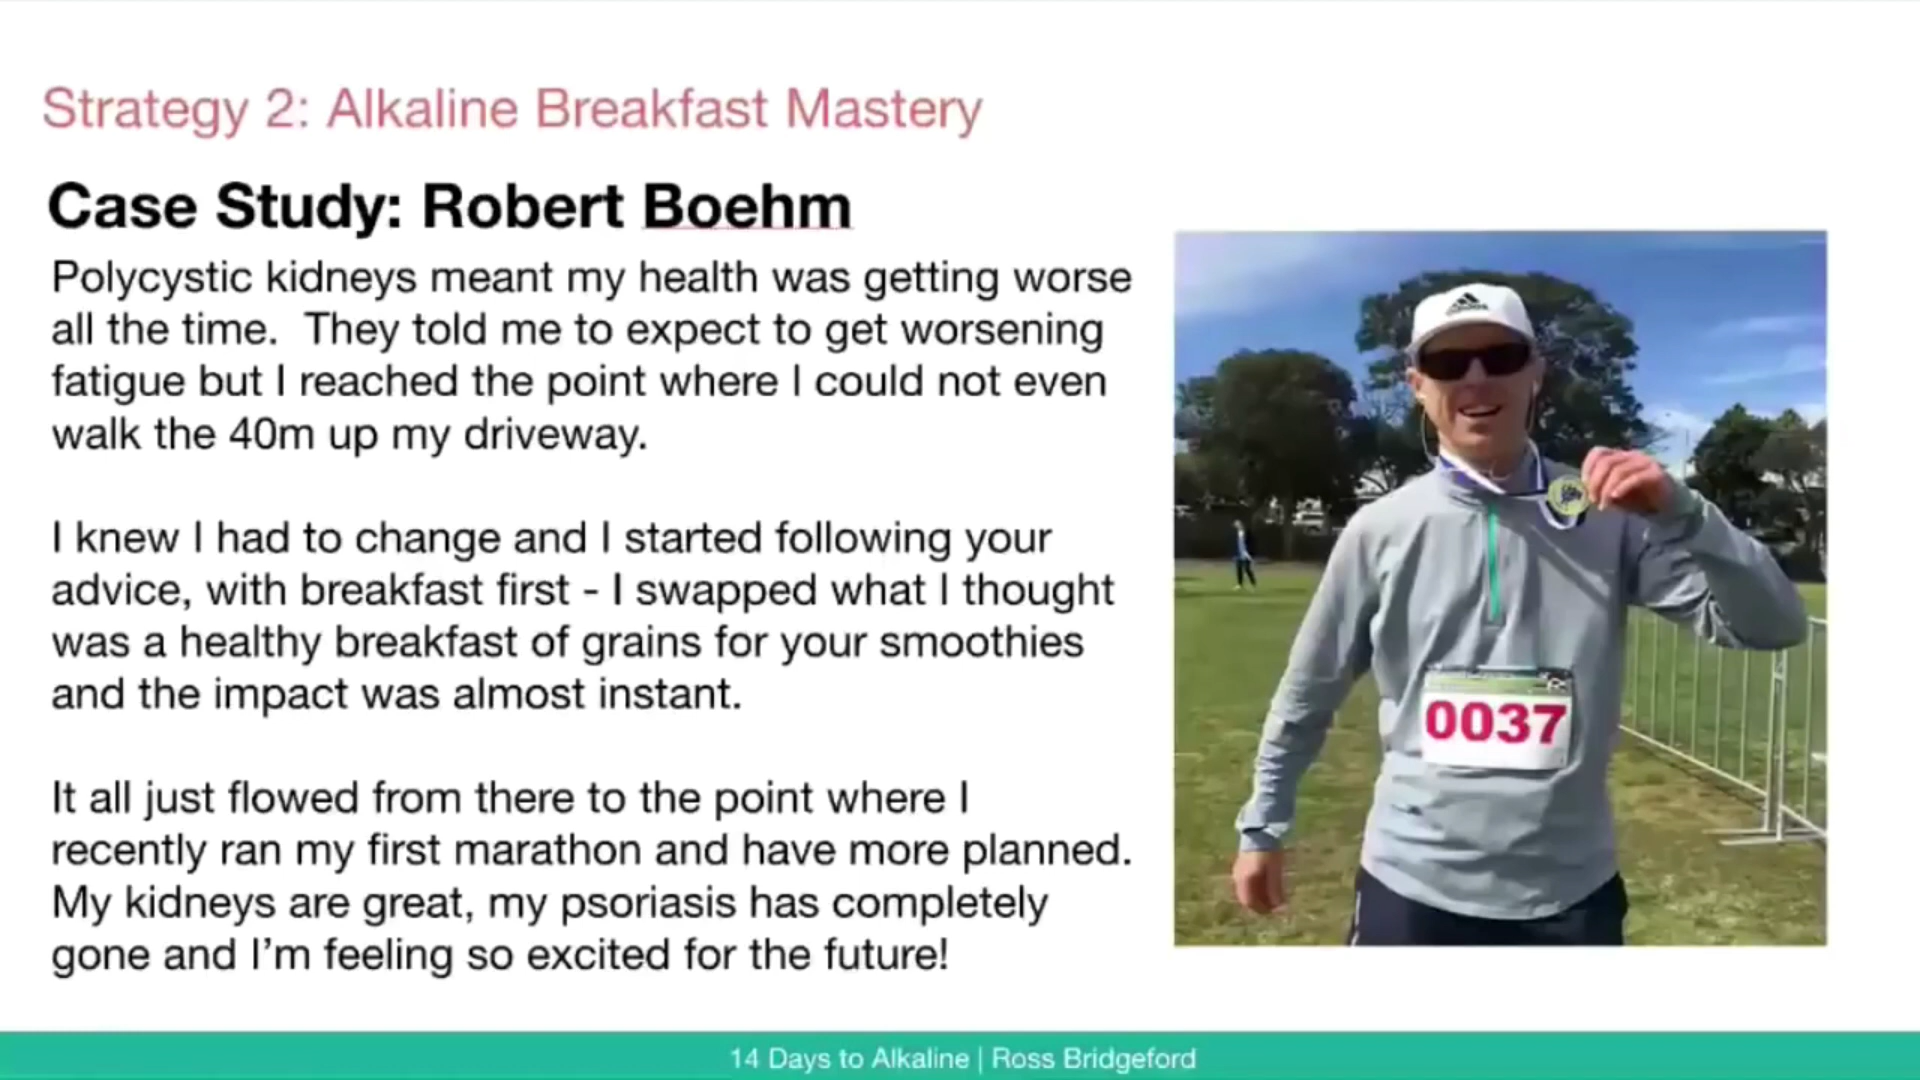 Strategy 2: Alkaline Breakfast Mastery
Case Study: Robert Boehm
Polycystic kidneys meant my health was getting worse
all the time.  They told me to expect to get worsening
fatigue but I reached the point where I could not even
walk the 40m up my driveway.
I knew I had to change and I started following your
advice, with breakfast first - I swapped what I thought
was a healthy breakfast of grains for your smoothies
and the impact was almost instant.
It all just flowed from there to the point where I
recently ran my first marathon and have more planned.
My kidneys are great, my psoriasis has completely
gone and I’m feeling so excited for the future!
0037
14 Days to Alkaline | Ross Bridgeford